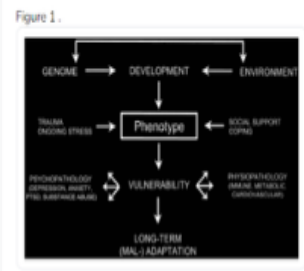 Figure 1.
GENOME DEVELOPMENT ENVIRONMENT
TRAUMA
ONGOING STRESS
Phenotype
SOCIAL SUPPORT
COPING
PSYCHOPATHOLOGY
(DEPRESSION, ANXIETY,
PTSD, SUBSTANCE ABUSE)
VULNERABILITY
PHYSIOPATHOLOGY
(IMMUNE, METABOLIC,
CARDIOVASCULAR)
LONG-TERM
(MAL-) ADAPTATION